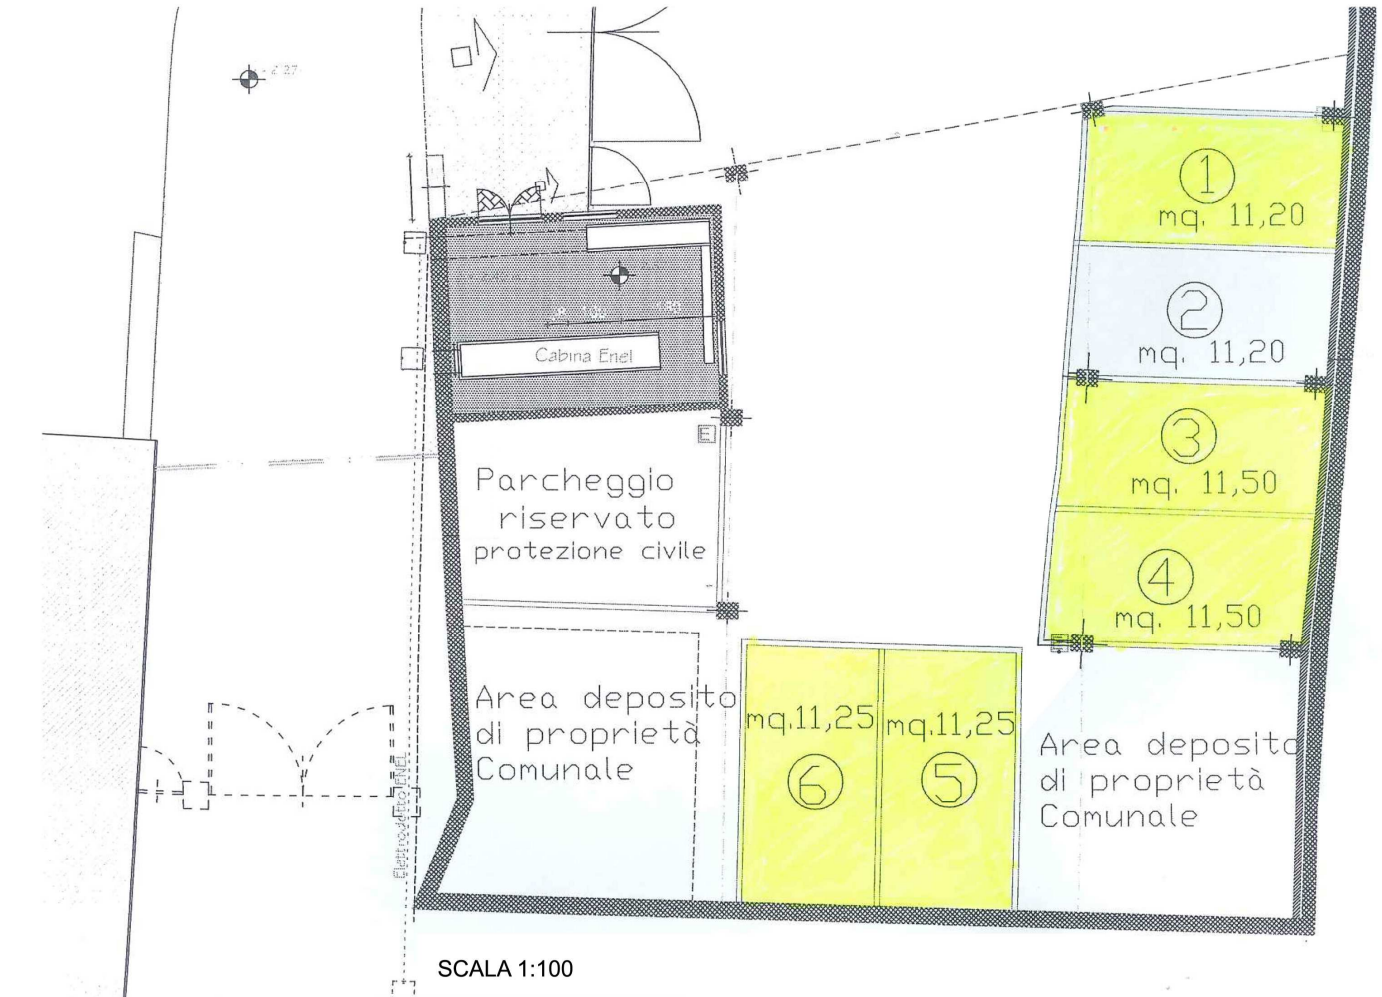 1
mq. 11,20
2
mq. 11,20
Cabina Enel
E
3
mq. 11,50
Parcheggio
riservato
protezione civile
4
mq. 11,50
Area deposito
di proprietà
Comunale
mq.11,25
6
mq.11,25
5
Area deposito
di proprietà
Comunale
Elettrodotto ENEL
SCALA 1:100